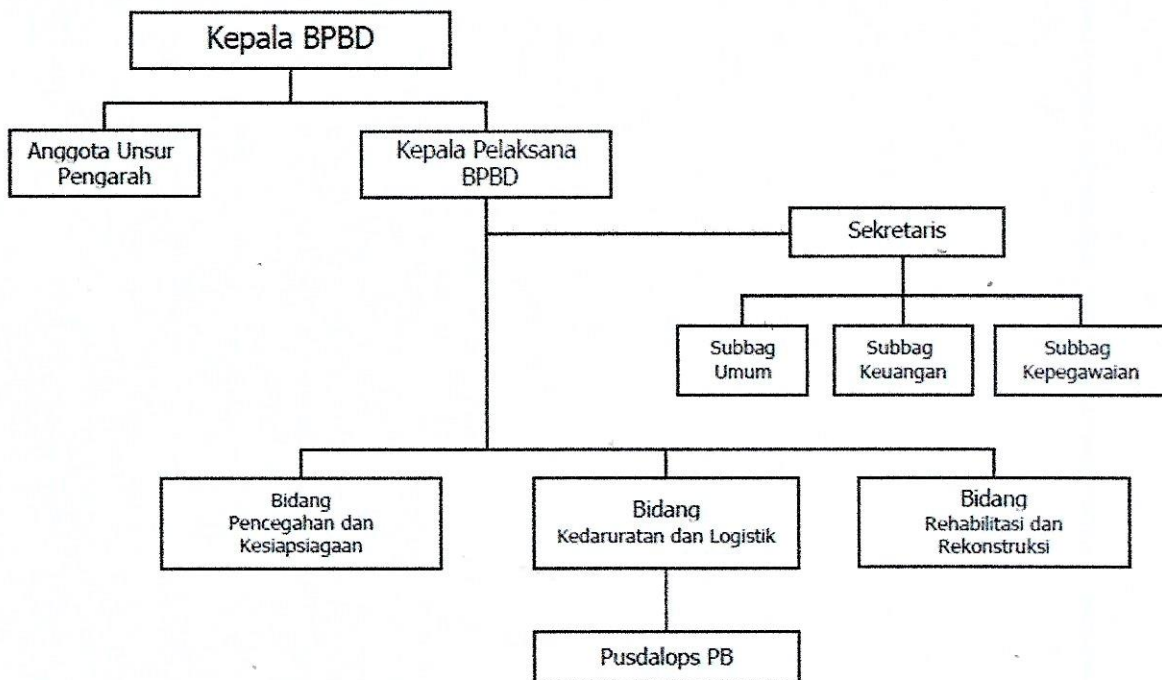 Kepala BPBD
Anggota Unsur
Pengarah
Kepala Pelaksana
BPBD
Sekretaris
Subbag
Umum
Subbag
Keuangan
Subbag
Kepegawaian
Bidang
Pencegahan dan
Kesiapsiagaan
Bidang
Kedaruratan dan Logistik
Bidang
Rehabilitasi dan
Rekonstruksi
Pusdalops PB